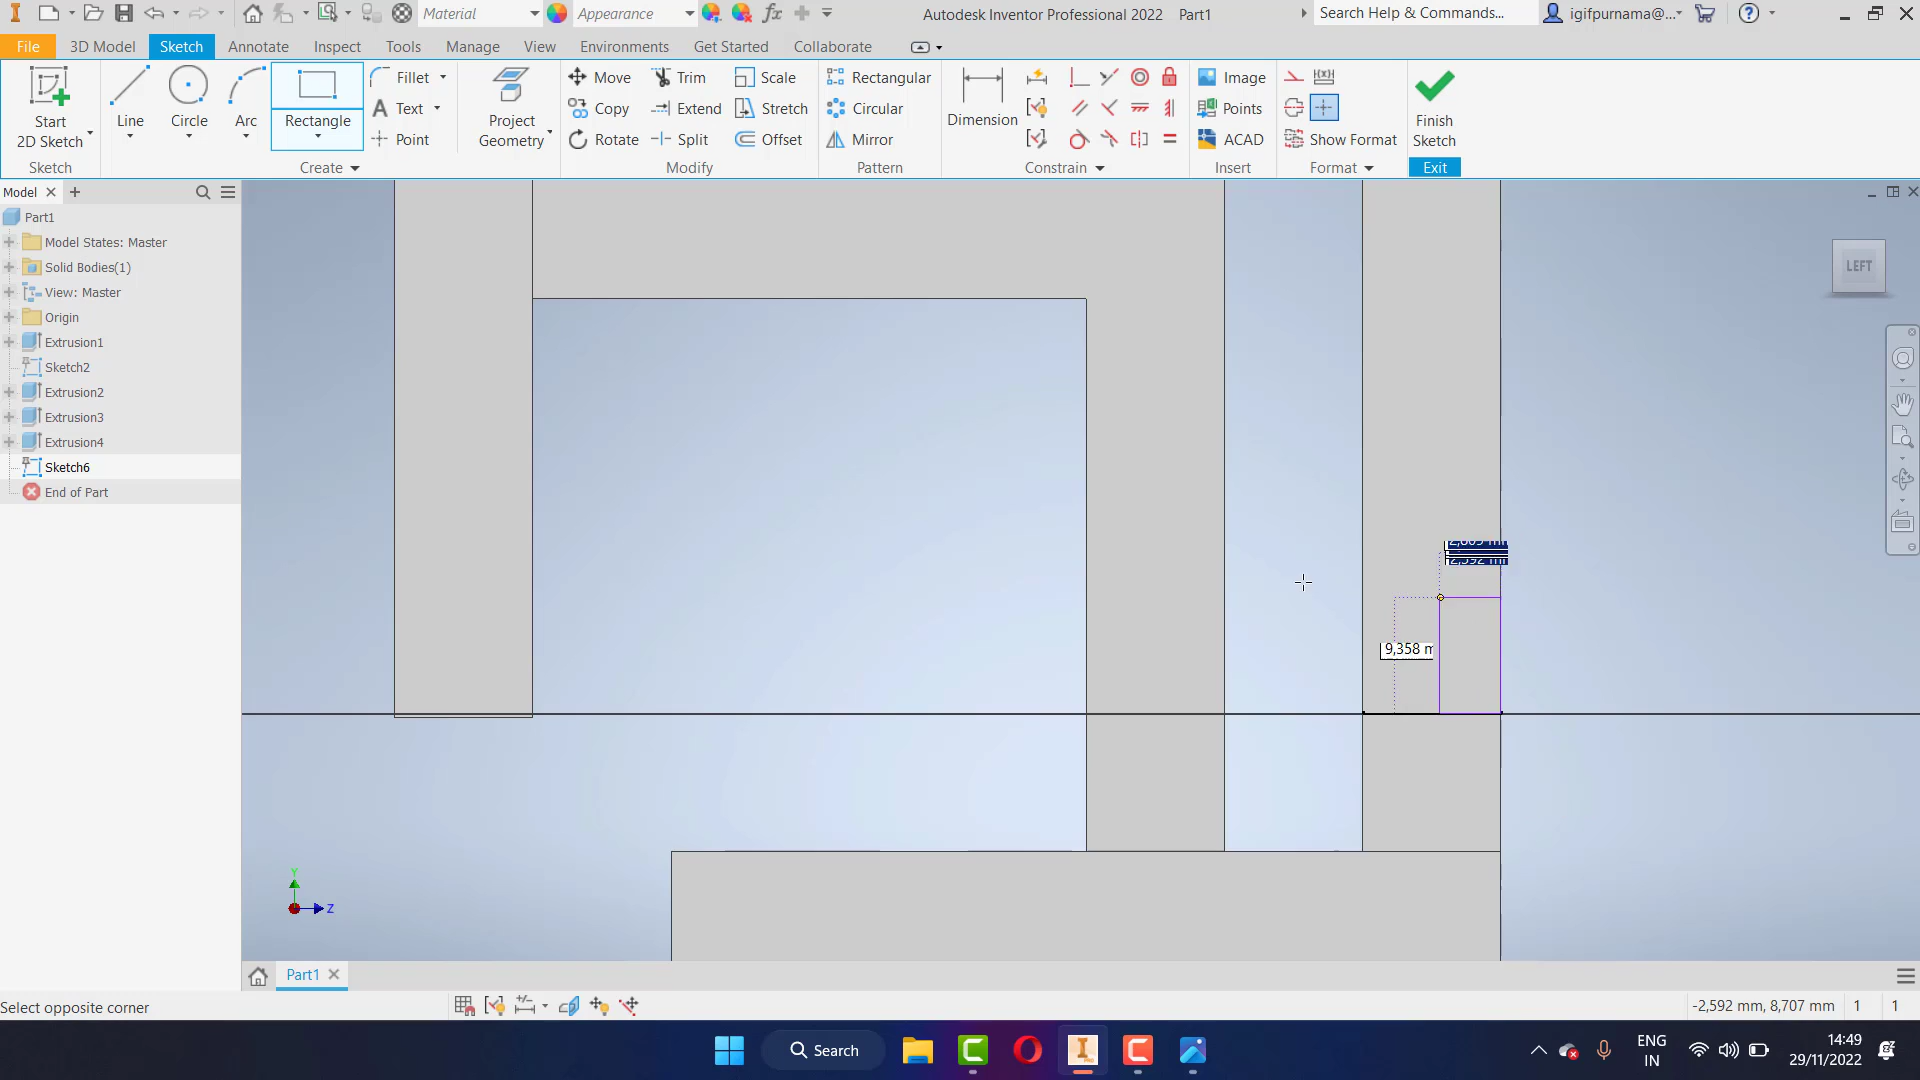 Material
Appearance
fx
Autodesk Inventor Professional 2022 Part1
Search Help & Commands...
igifpurnama@...
File
3D Model
Sketch
Annotate
Inspect
Tools
Manage
View
Environments
Get Started
Collaborate
Start
2D Sketch
Line
Circle
Arc
Rectangle
Fillet
Text
Point
Project
Geometry
Move
Copy
Rotate
Trim
Extend
Split
Scale
Stretch
Offset
Rectangular
Circular
Mirror
Dimension
Image
Points
ACAD
Show Format
Finish
Sketch
Sketch
Create
Modify
Pattern
Constrain
Insert
Format
Exit
Model
Part1
Model States: Master
Solid Bodies(1)
View: Master
Origin
Extrusion1
Sketch2
Extrusion2
Extrusion3
Extrusion4
Sketch6
End of Part
LEFT
9,358 m
Y
Z
Part1
Select opposite corner
-2,592 mm, 8,707 mm 1 1
Search
ENG
IN
14:49
29/11/2022